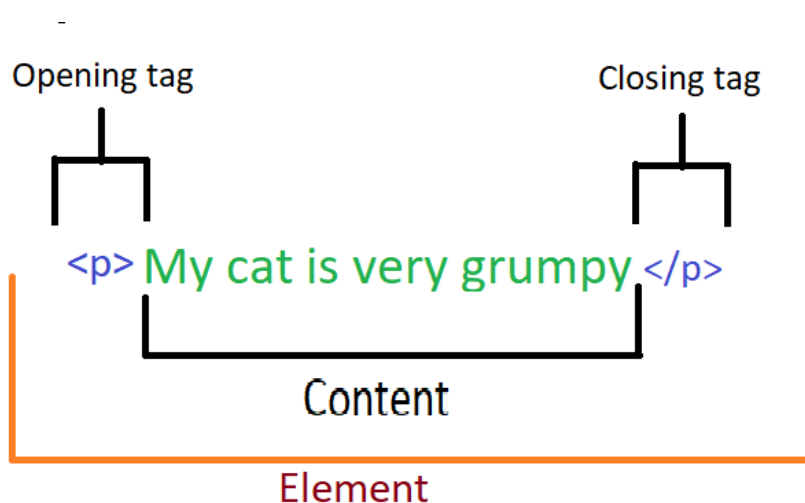 Opening tag
Closing tag
<p> My cat is very grumpy </p>
Content
Element